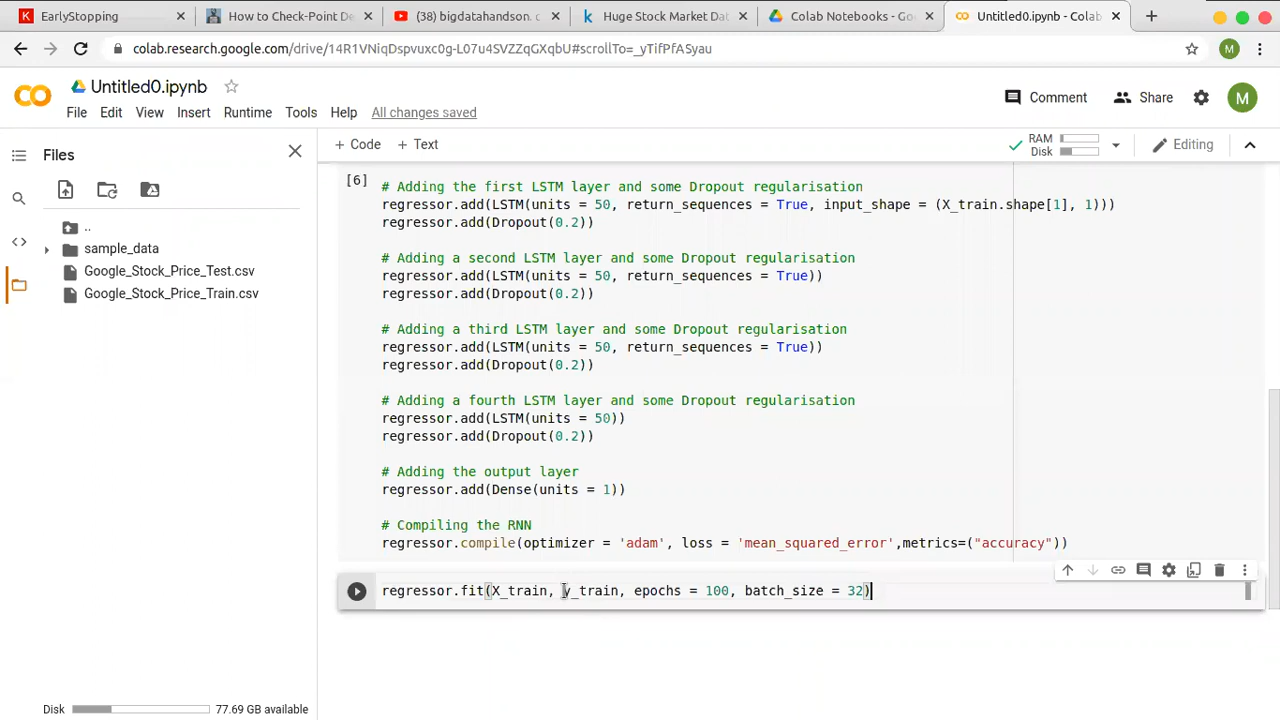 EarlyStopping
How to Check-Point De
(38) bigdatahandson.
Huge Stock Market Dat
Colab Notebooks - Goo
Untitled0.ipynb - Colab
colab.research.google.com/drive/14R1VNiqDspvuxc0g-L07u4SVZZqGXqbU#scrollTo=_yTifPfASyau
M
Untitled0.ipynb
Comment
Share
M
File Edit View Insert Runtime Tools Help All changes saved
Files
+ Code + Text
RAM
Disk
Editing
..
sample_data
Google_Stock_Price_Test.csv
Google_Stock_Price_Train.csv
[6]
# Adding the first LSTM layer and some Dropout regularisation
regressor.add(LSTM(units = 50, return_sequences = True, input_shape = (X_train.shape[1], 1)))
regressor.add(Dropout(0.2))
# Adding a second LSTM layer and some Dropout regularisation
regressor.add(LSTM(units = 50, return_sequences = True))
regressor.add(Dropout(0.2))
# Adding a third LSTM layer and some Dropout regularisation
regressor.add(LSTM(units = 50, return_sequences = True))
regressor.add(Dropout(0.2))
# Adding a fourth LSTM layer and some Dropout regularisation
regressor.add(LSTM(units = 50))
regressor.add(Dropout(0.2))
# Adding the output layer
regressor.add(Dense(units = 1))
# Compiling the RNN
regressor.compile(optimizer = 'adam', loss = 'mean_squared_error',metrics=("accuracy"))
regressor.fit(X_train, y_train, epochs = 100, batch_size = 32)
Disk
77.69 GB available